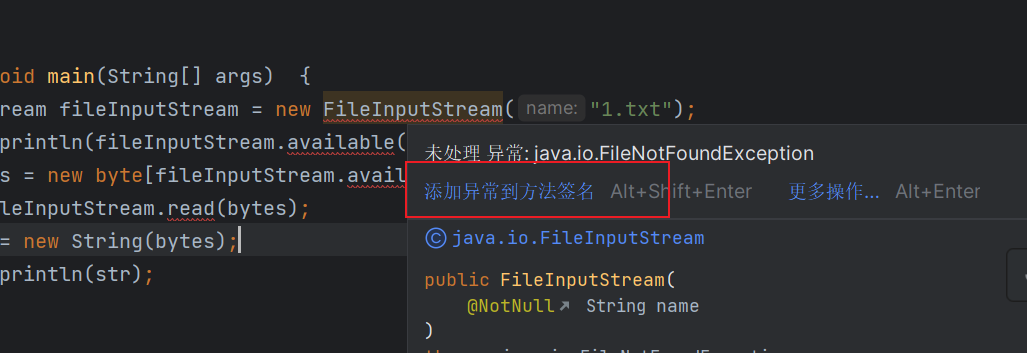 oid main(String[] args) {
ream fileInputStream = new FileInputStream( name: "1.txt");
println(fileInputStream.available(
s = new byte[fileInputStream.avail
leInputStream.read(bytes);
= new String(bytes);
println(str);
未处理 异常: java.io.FileNotFoundException
添加异常到方法签名 Alt+Shift+Enter 更多操作... Alt+Enter
C java.io.FileInputStream
public FileInputStream(
@NotNull↗ String name
)